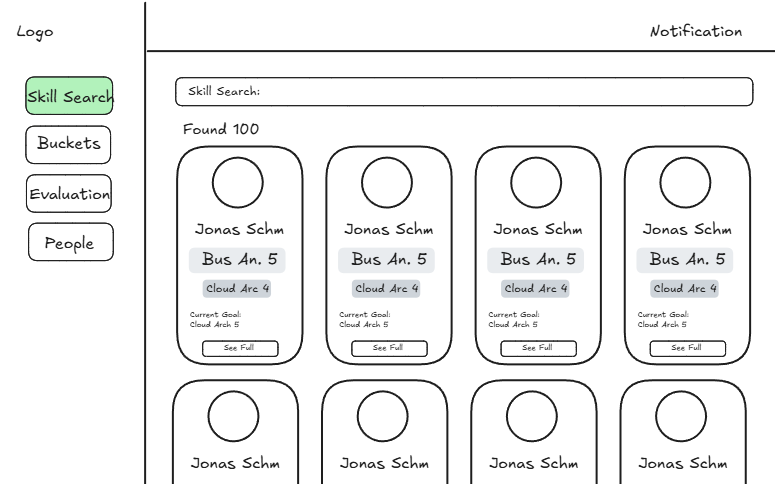 Logo
Notification
Skill Search
Buckets
Evaluation
People
Skill Search:
Found 100
Jonas Schm
Bus An. 5
Cloud Arc 4
Current Goal:
Cloud Arch 5
See Full
Jonas Schm
Bus An. 5
Cloud Arc 4
Current Goal:
Cloud Arch 5
See Full
Jonas Schm
Bus An. 5
Cloud Arc 4
Current Goal:
Cloud Arch 5
See Full
Jonas Schm
Bus An. 5
Cloud Arc 4
Current Goal:
Cloud Arch 5
See Full
Jonas Schm
Jonas Schm
Jonas Schm
Jonas Schm